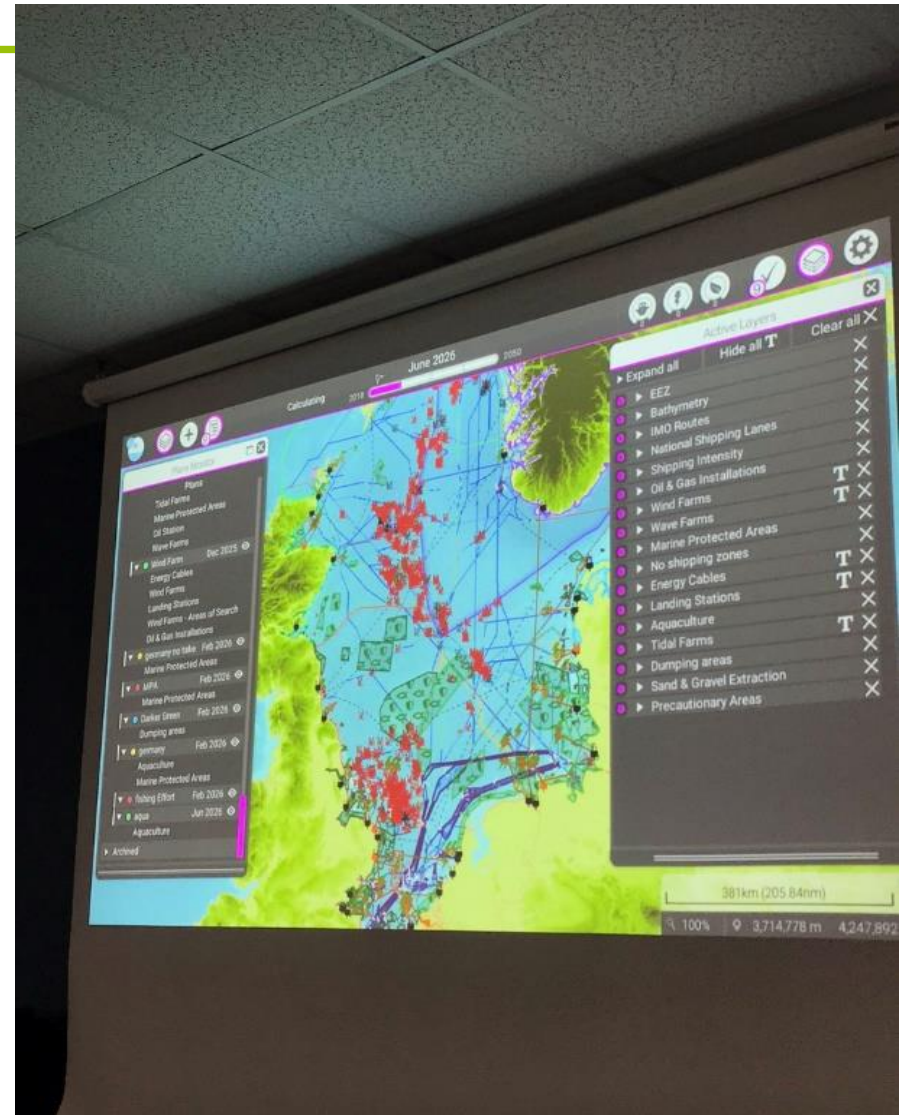 Calculating
2018
June 2026
2050
Plans Monitor
Plans
Tidal Farms
Marine Protected Areas
Oil Station
Wave Farms
Wind Farm Dec 2025
Energy Cables
Wind Farms
Landing Stations
Wind Farms - Areas of Search
Oil & Gas Installations
germany no take Feb 2026
Marine Protected Areas
MPA Feb 2026
Marine Protected Areas
Darker Green Feb 2026
Dumping areas
germany Feb 2026
Aquaculture
Marine Protected Areas
fishing Effort Feb 2026
aqua Jun 2026
Aquaculture
Archived
9
Active Layers
Expand all Hide all T Clear all X
EEZ
Bathymetry
IMO Routes
National Shipping Lanes
Shipping Intensity
Oil & Gas Installations T
Wind Farms T
Wave Farms
Marine Protected Areas
No shipping zones
Energy Cables T
Landing Stations T
Aquaculture
Tidal Farms T
Dumping areas
Sand & Gravel Extraction
Precautionary Areas
381km (205.84nm)
100% 3,714,778 m 4,247,892